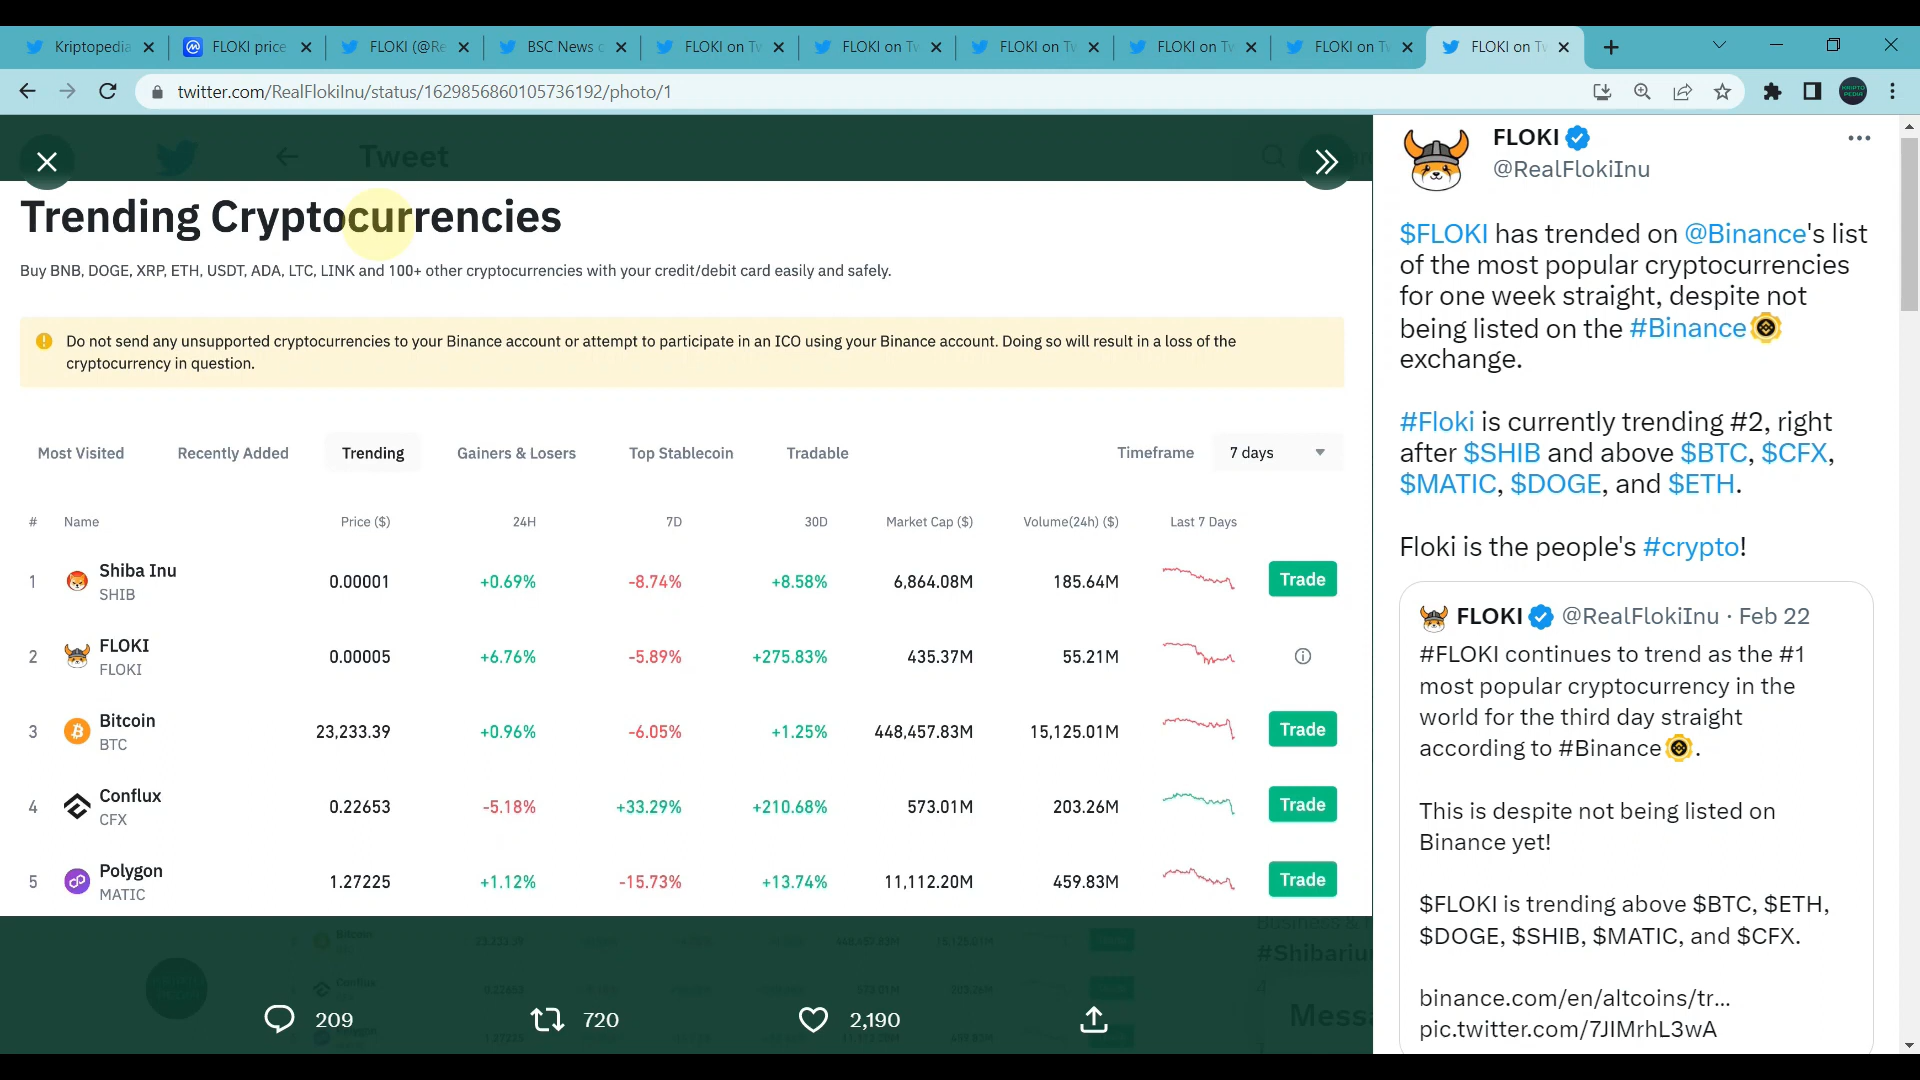 Kriptopedia
FLOKI price
FLOKI (@Re
BSC News
FLOKI on Tw
FLOKI on Tw
FLOKI on Tw
FLOKI on Tw
FLOKI on Tw
FLOKI on Tw
twitter.com/RealFlokiInu/status/1629856860105736192/photo/1
Tweet
Trending Cryptocurrencies
Buy BNB, DOGE, XRP, ETH, USDT, ADA, LTC, LINK and 100+ other cryptocurrencies with your credit/debit card easily and safely.
Do not send any unsupported cryptocurrencies to your Binance account or attempt to participate in an ICO using your Binance account. Doing so will result in a loss of the
cryptocurrency in question.
Most Visited Recently Added Trending Gainers & Losers Top Stablecoin Tradable Timeframe 7 days
# Name Price ($) 24H 7D 30D Market Cap ($) Volume(24h) ($) Last 7 Days
1 Shiba Inu SHIB 0.00001 +0.69% -8.74% +8.58% 6,864.08M 185.64M Trade
2 FLOKI FLOKI 0.00005 +6.76% -5.89% +275.83% 435.37M 55.21M
3 Bitcoin BTC 23,233.39 +0.96% -6.05% +1.25% 448,457.83M 15,125.01M Trade
4 Conflux CFX 0.22653 -5.18% +33.29% +210.68% 573.01M 203.26M Trade
5 Polygon MATIC 1.27225 +1.12% -15.73% +13.74% 11,112.20M 459.83M Trade
209 720 2,190
FLOKI
@RealFlokiInu
$FLOKI has trended on @Binance's list
of the most popular cryptocurrencies
for one week straight, despite not
being listed on the #Binance
exchange.
#Floki is currently trending #2, right
after $SHIB and above $BTC, $CFX,
$MATIC, $DOGE, and $ETH.
Floki is the people's #crypto!
FLOKI @RealFlokiInu · Feb 22
#FLOKI continues to trend as the #1
most popular cryptocurrency in the
world for the third day straight
according to #Binance.
This is despite not being listed on
Binance yet!
$FLOKI is trending above $BTC, $ETH,
$DOGE, $SHIB, $MATIC, and $CFX.
binance.com/en/altcoins/tr...
pic.twitter.com/7JIMrhL3wA